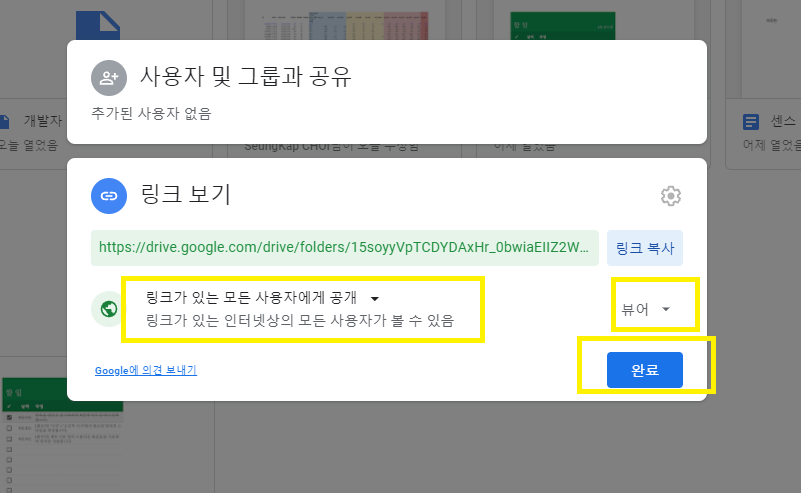 사용자 및 그룹과 공유
추가된 사용자 없음
개발자
센스
오늘 열었음
SeungKap CHOI님이 오늘 수정함
어제 열었음
어제 열었음
링크 보기
https://drive.google.com/drive/folders/15soyyVpTCDYDAxHr_0bwiaEIIZ2W...
링크 복사
링크가 있는 모든 사용자에게 공개
링크가 있는 인터넷상의 모든 사용자가 볼 수 있음
뷰어
Google에 의견 보내기
완료
할 일